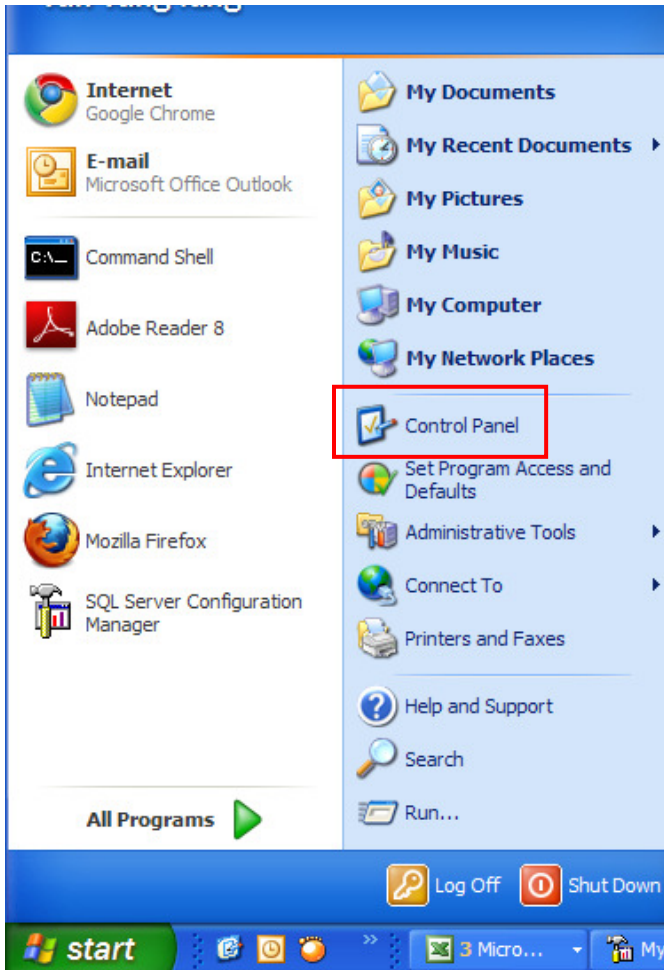 Internet
Google Chrome
E-mail
Microsoft Office Outlook
Command Shell
Adobe Reader 8
Notepad
Internet Explorer
Mozilla Firefox
SQL Server Configuration
Manager
All Programs
My Documents
My Recent Documents
My Pictures
My Music
My Computer
My Network Places
Control Panel
Set Program Access and
Defaults
Administrative Tools
Connect To
Printers and Faxes
Help and Support
Search
Run...
Log Off
Shut Down
start
3 Micro...
My